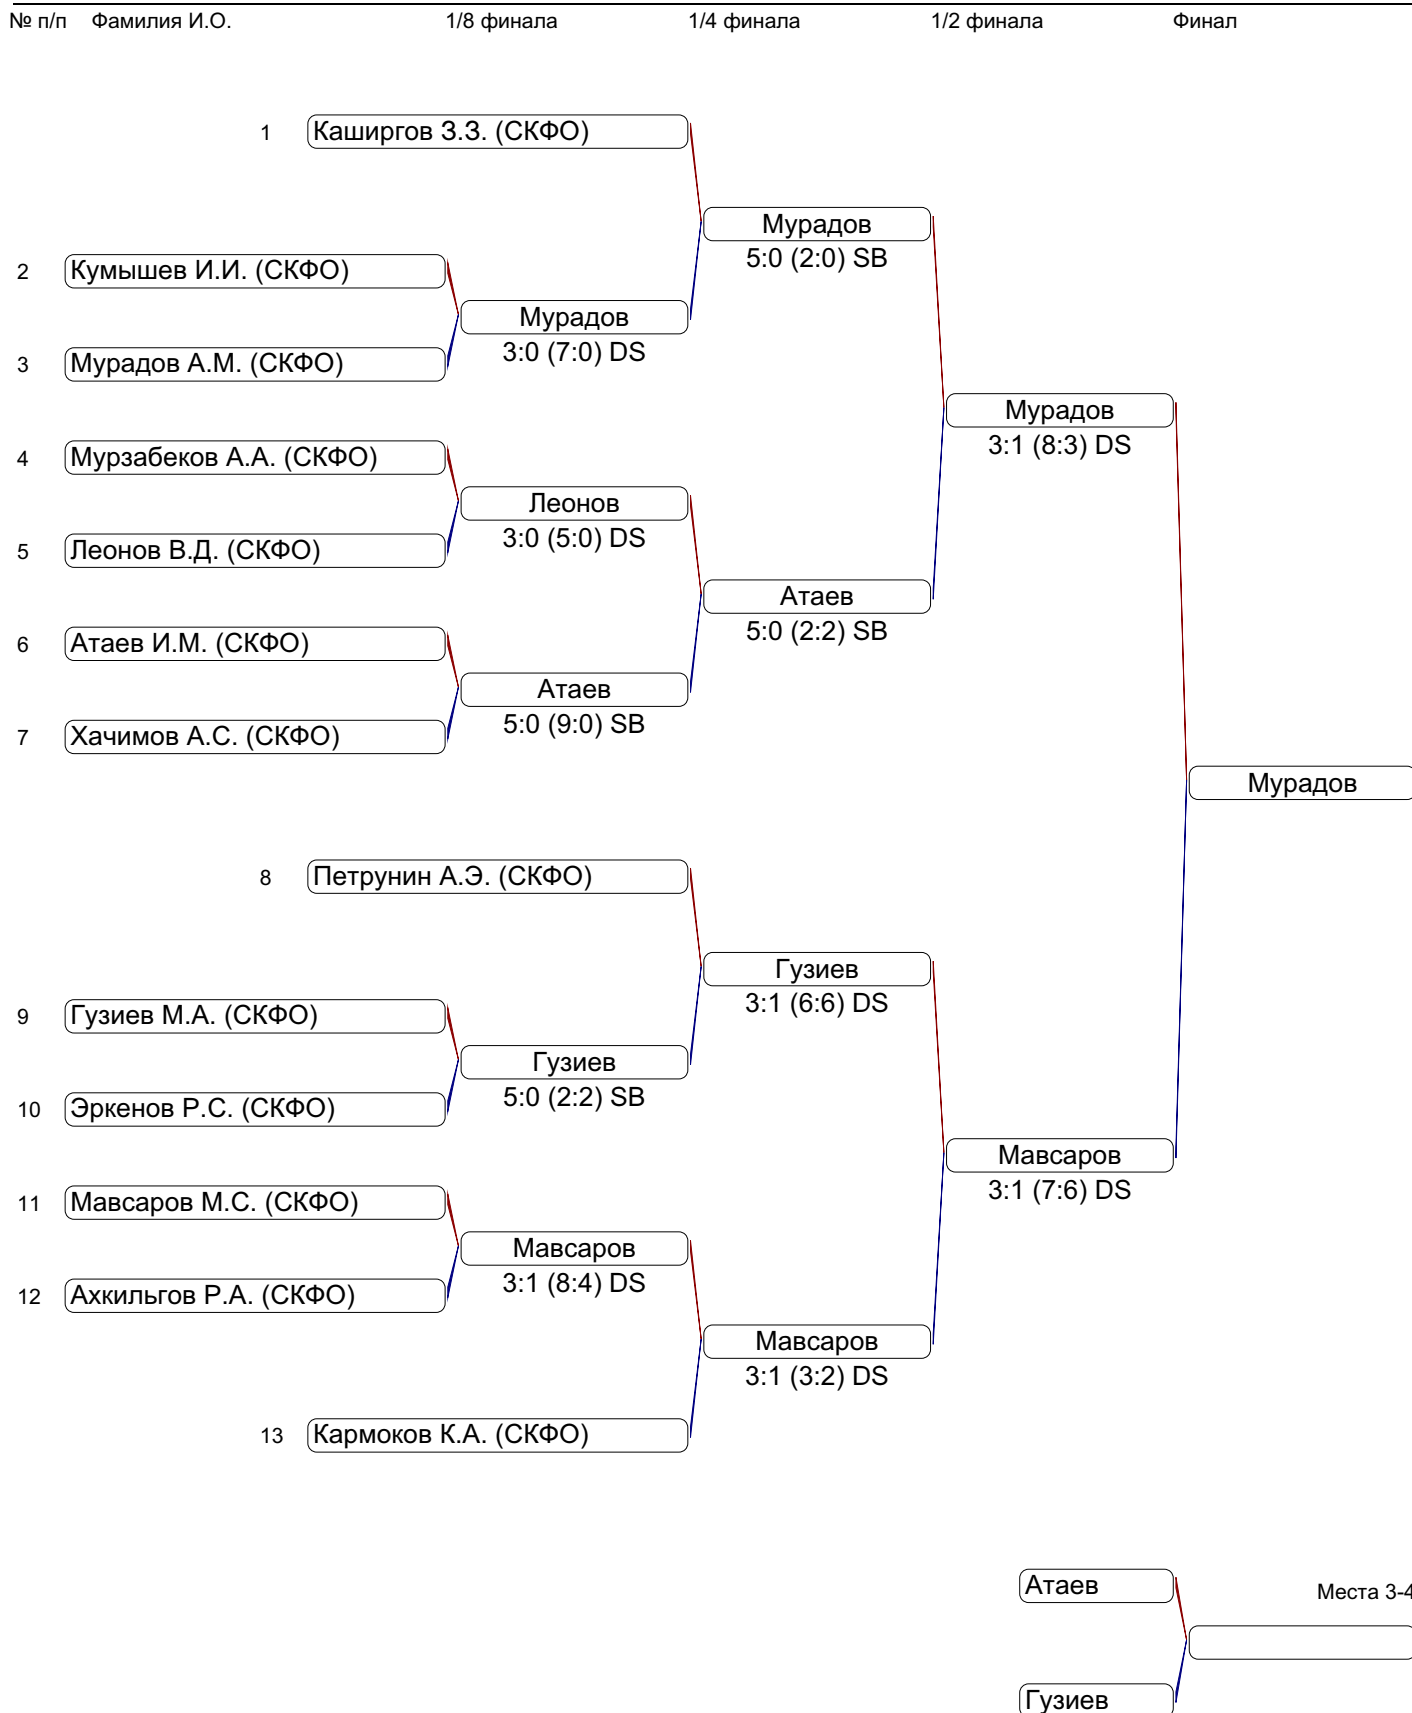 № п/п Фамилия И.О. 1/8 финала 1/4 финала 1/2 финала Финал
1 Каширгов З.З. (СКФО)
Мурадов
5:0 (2:0) SB
2 Кумышев И.И. (СКФО)
Мурадов
3:0 (7:0) DS
3 Мурадов А.М. (СКФО)
Мурадов
3:1 (8:3) DS
4 Мурзабеков А.А. (СКФО)
Леонов
3:0 (5:0) DS
5 Леонов В.Д. (СКФО)
Атаев
5:0 (2:2) SB
6 Атаев И.М. (СКФО)
Атаев
5:0 (9:0) SB
7 Хачимов А.С. (СКФО)
Мурадов
8 Петрунин А.Э. (СКФО)
Гузиев
3:1 (6:6) DS
9 Гузиев М.А. (СКФО)
Гузиев
5:0 (2:2) SB
10 Эркенов Р.С. (СКФО)
Мавсаров
3:1 (7:6) DS
11 Мавсаров М.С. (СКФО)
Мавсаров
3:1 (8:4) DS
12 Ахкильгов Р.А. (СКФО)
Мавсаров
3:1 (3:2) DS
13 Кармоков К.А. (СКФО)
Атаев Места 3-4
Гузиев